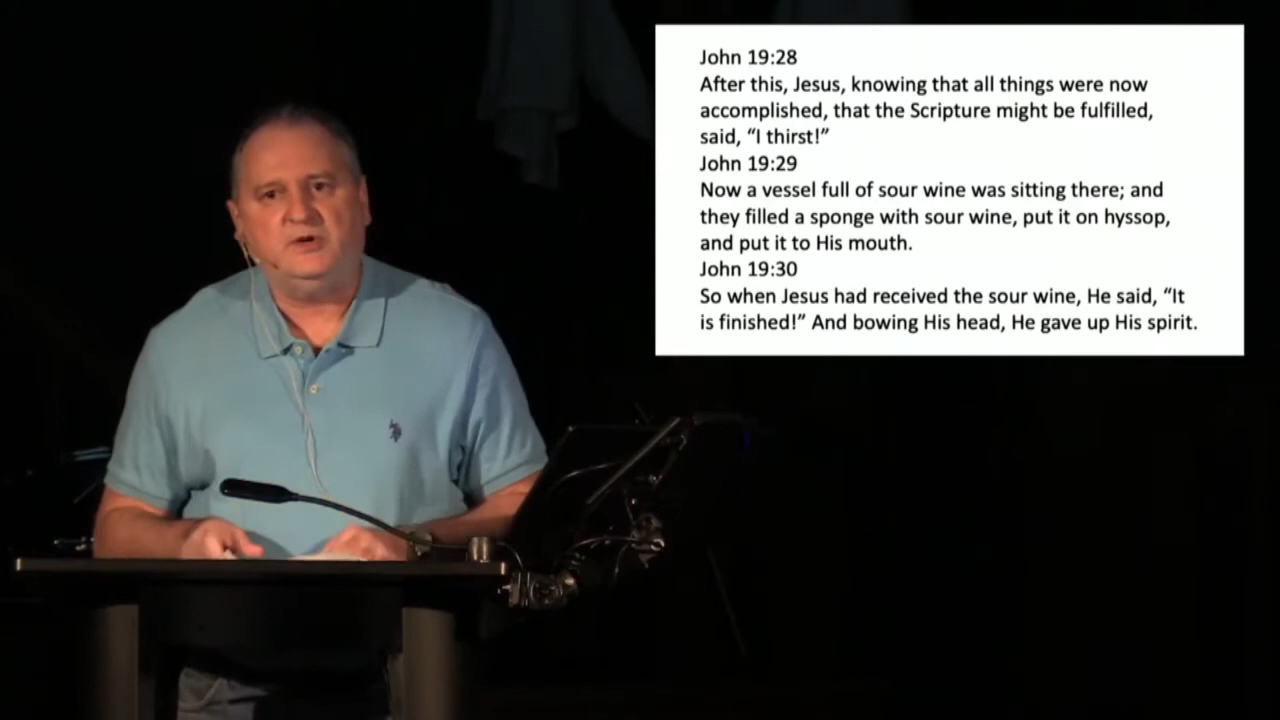 John 19:28
After this, Jesus, knowing that all things were now
accomplished, that the Scripture might be fulfilled,
said, “I thirst!”
John 19:29
Now a vessel full of sour wine was sitting there; and
they filled a sponge with sour wine, put it on hyssop,
and put it to His mouth.
John 19:30
So when Jesus had received the sour wine, He said, “It
is finished!” And bowing His head, He gave up His spirit.